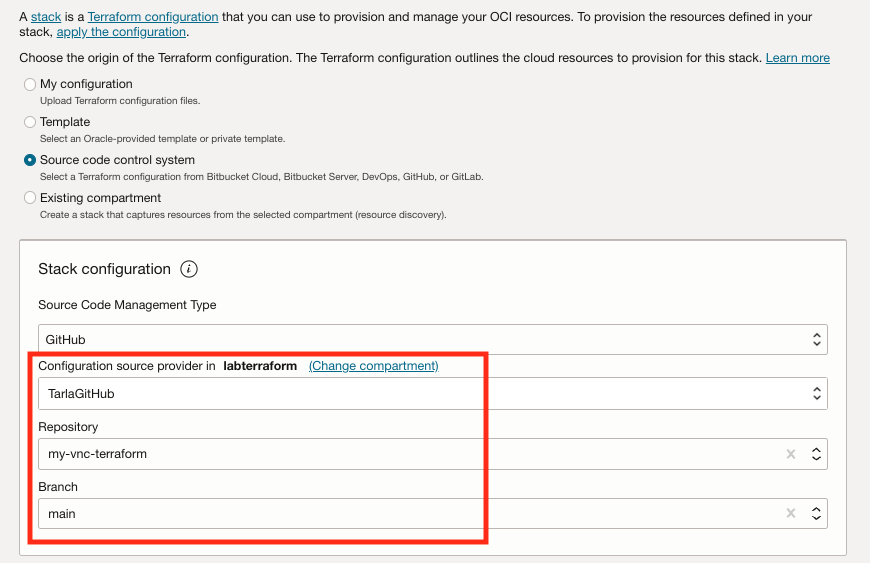 A stack is a Terraform configuration that you can use to provision and manage your OCI resources. To provision the resources defined in your
stack, apply the configuration.
Choose the origin of the Terraform configuration. The Terraform configuration outlines the cloud resources to provision for this stack. Learn more
My configuration
Upload Terraform configuration files.
Template
Select an Oracle-provided template or private template.
Source code control system
Select a Terraform configuration from Bitbucket Cloud, Bitbucket Server, DevOps, GitHub, or GitLab.
Existing compartment
Create a stack that captures resources from the selected compartment (resource discovery).
Stack configuration i
Source Code Management Type
GitHub
Configuration source provider in labterraform (Change compartment)
TarlaGitHub
Repository
my-vnc-terraform
Branch
main